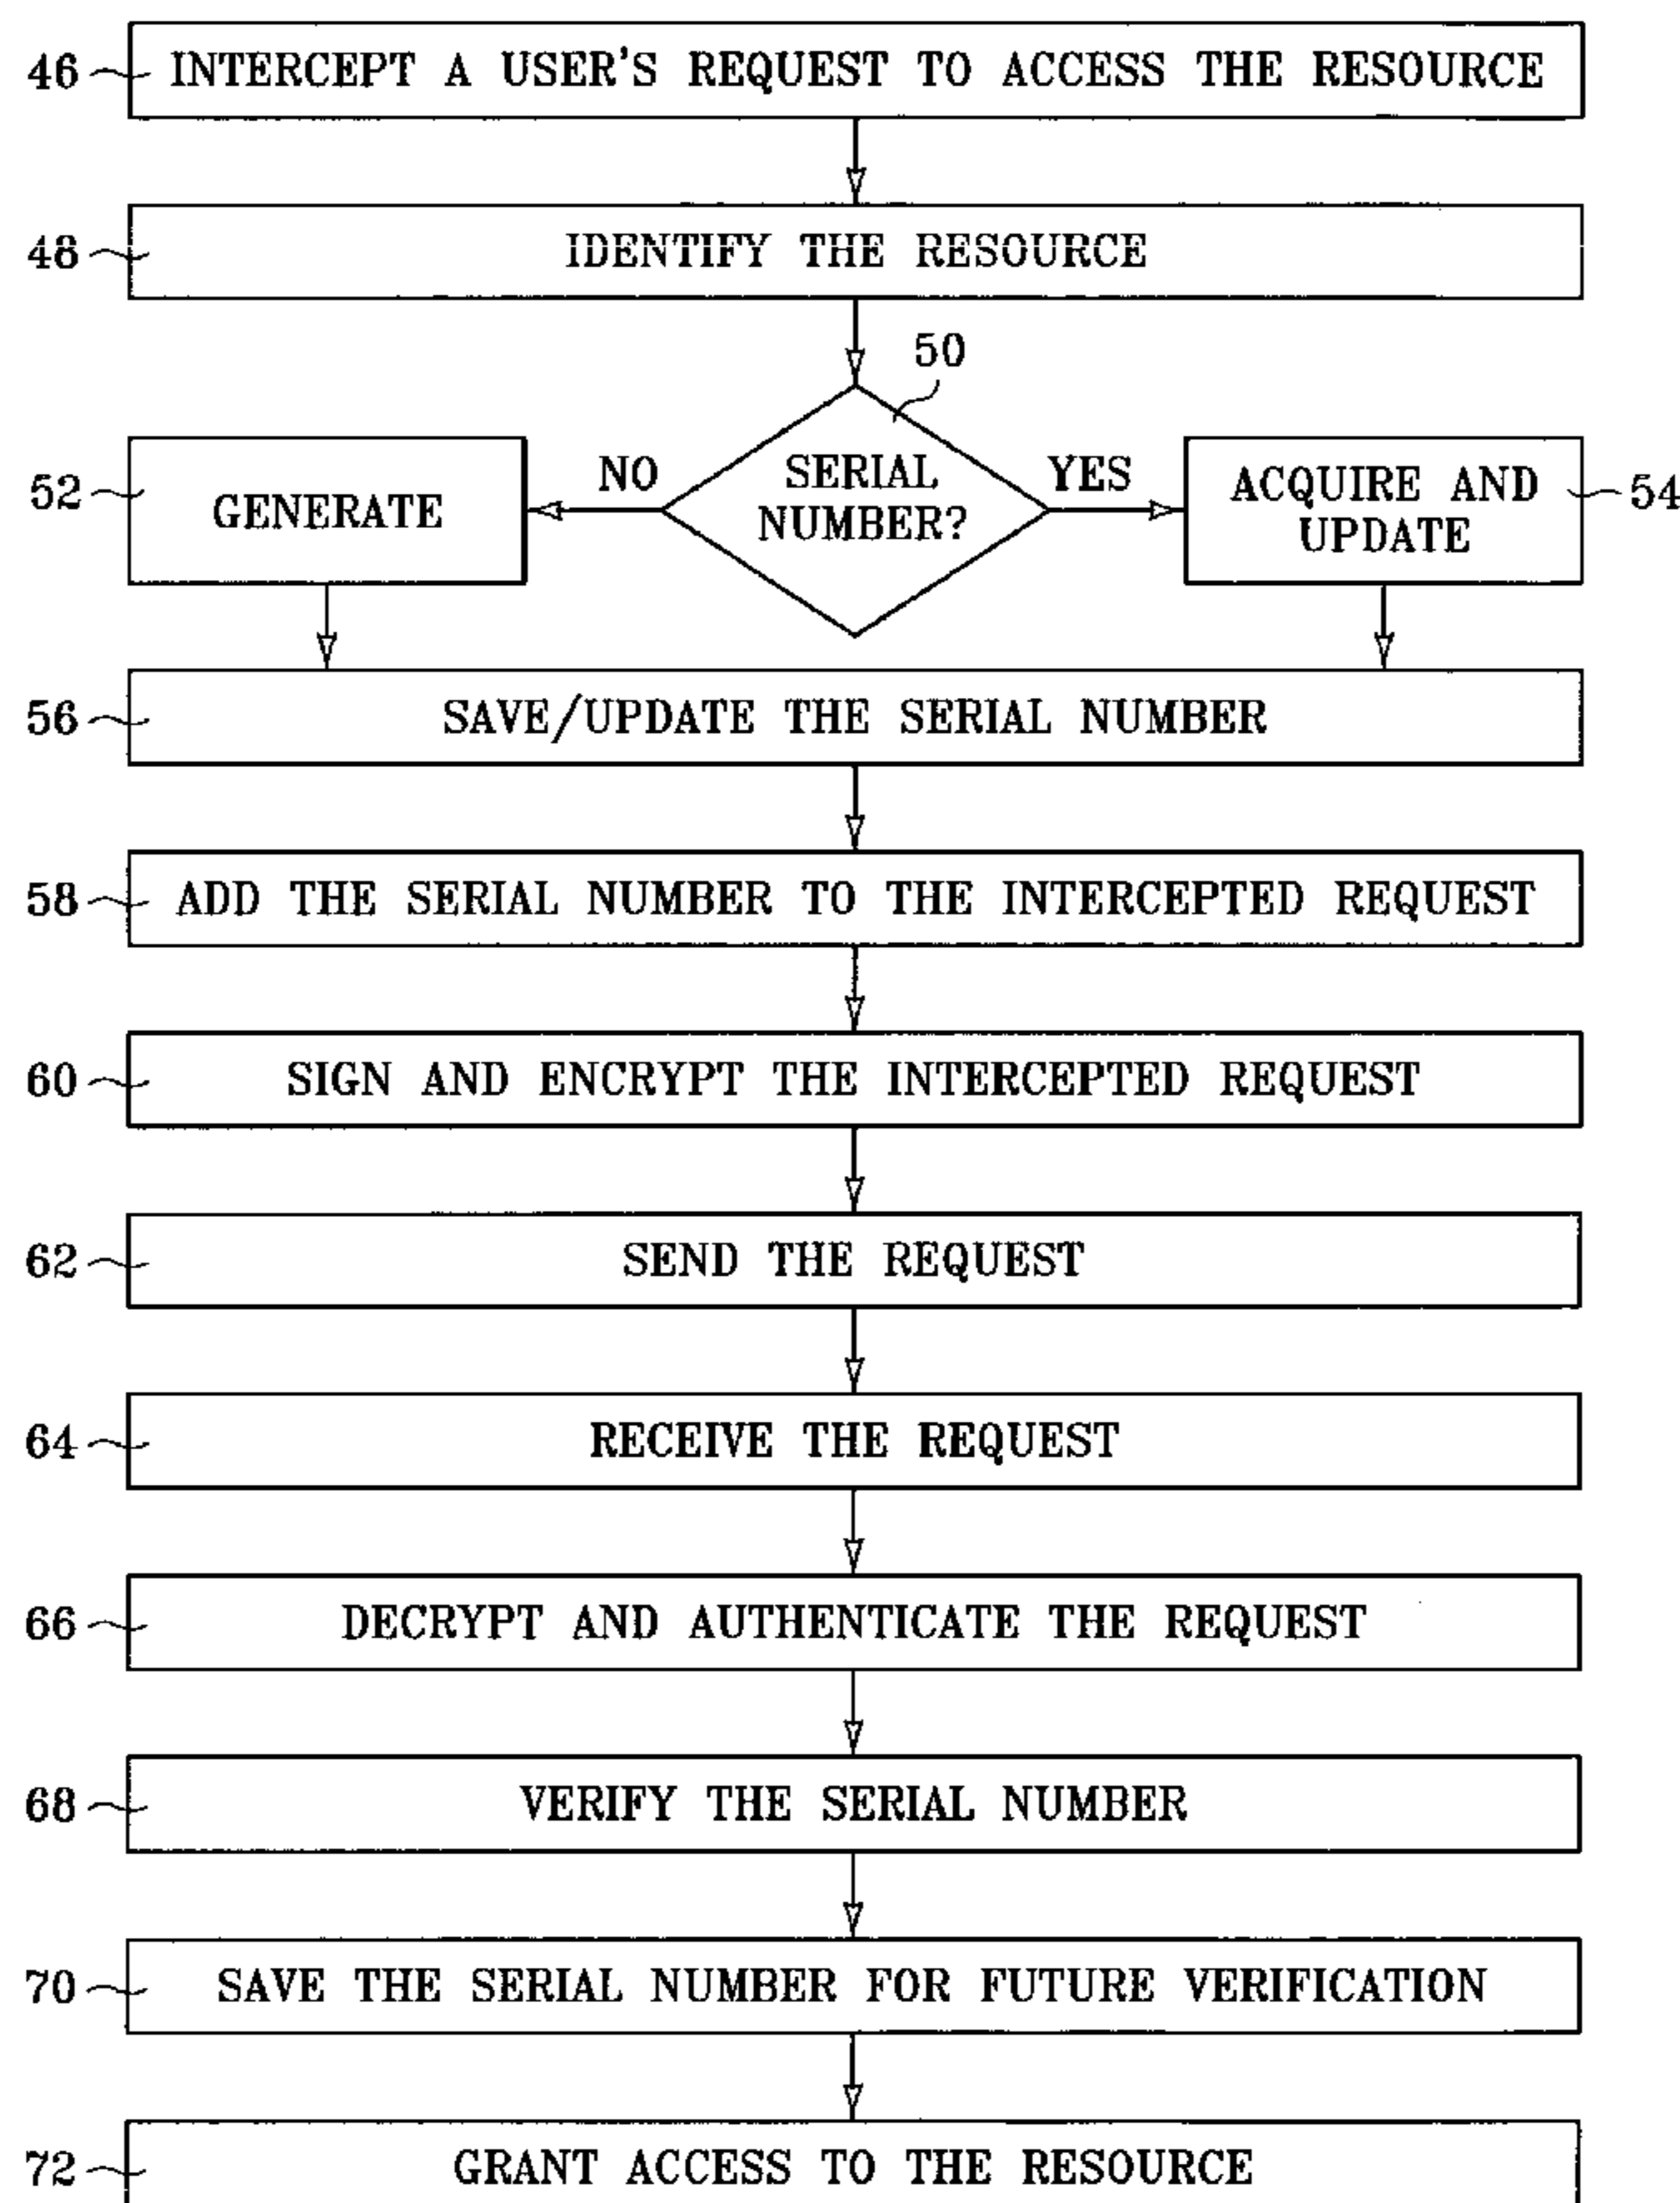 46 INTERCEPT A USER'S REQUEST TO ACCESS THE RESOURCE
48 IDENTIFY THE RESOURCE
50
SERIAL
NUMBER?
NO
YES
52 GENERATE
ACQUIRE AND
UPDATE
54
56 SAVE/UPDATE THE SERIAL NUMBER
58 ADD THE SERIAL NUMBER TO THE INTERCEPTED REQUEST
60 SIGN AND ENCRYPT THE INTERCEPTED REQUEST
62 SEND THE REQUEST
64 RECEIVE THE REQUEST
66 DECRYPT AND AUTHENTICATE THE REQUEST
68 VERIFY THE SERIAL NUMBER
70 SAVE THE SERIAL NUMBER FOR FUTURE VERIFICATION
72 GRANT ACCESS TO THE RESOURCE